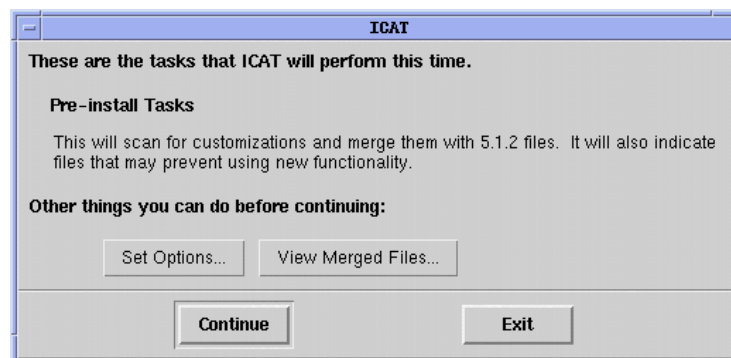 ICAT
These are the tasks that ICAT will perform this time.
Pre-install Tasks
This will scan for customizations and merge them with 5.1.2 files. It will also indicate
files that may prevent using new functionality.
Other things you can do before continuing:
Set Options... View Merged Files...
Continue Exit